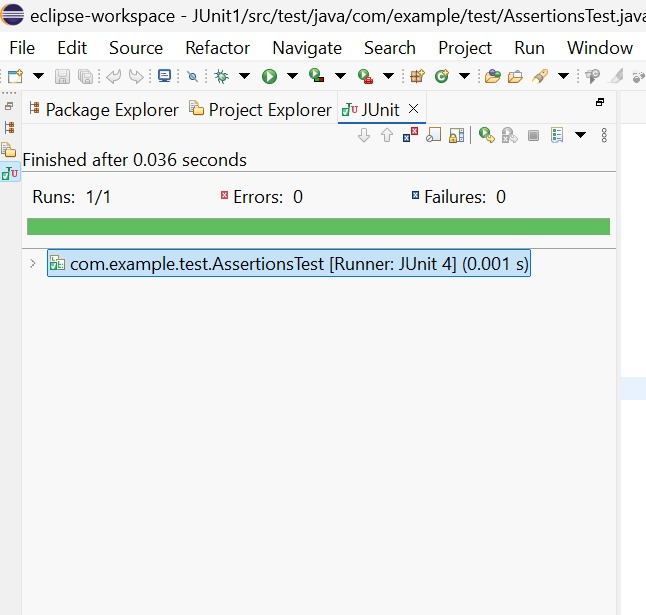 eclipse-workspace - JUnit1/src/test/java/com/example/test/AssertionsTest.java
File Edit Source Refactor Navigate Search Project Run Window
Package Explorer Project Explorer JU JUnit
Finished after 0.036 seconds
Runs: 1/1 Errors: 0 Failures: 0
com.example.test.AssertionsTest [Runner: JUnit 4] (0.001 s)